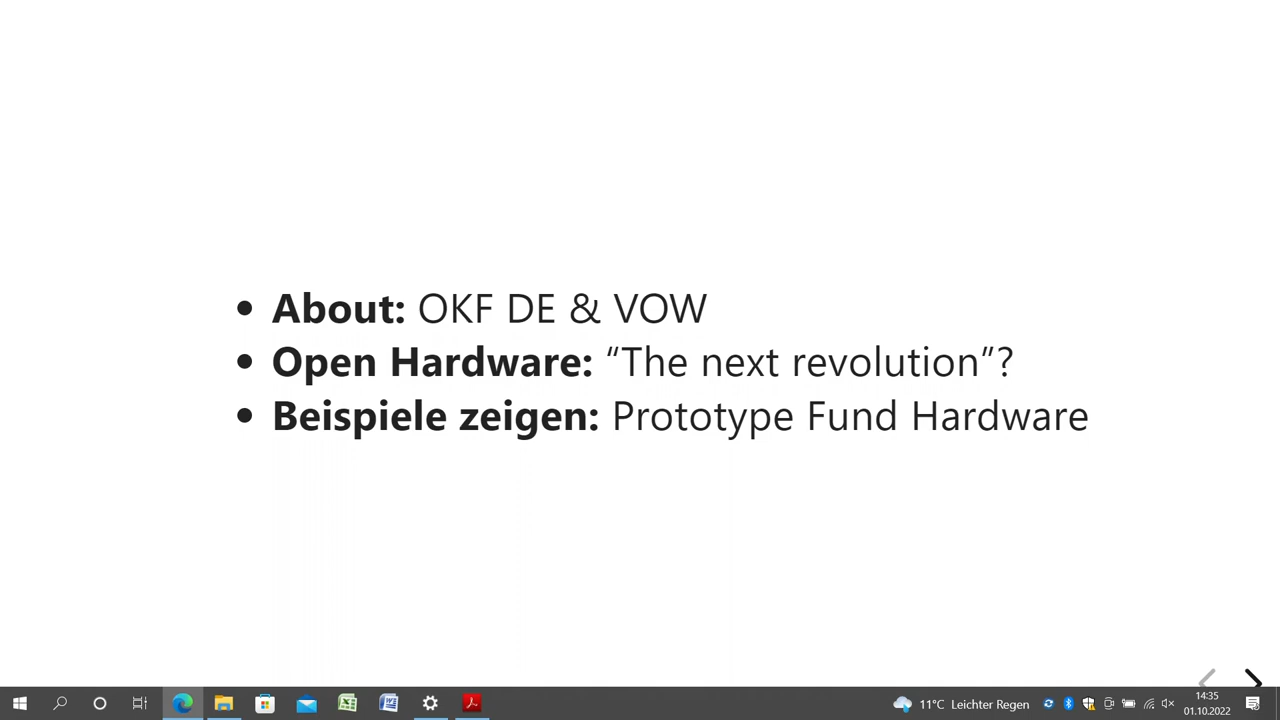 • About: OKF DE & VOW
• Open Hardware: “The next revolution”?
• Beispiele zeigen: Prototype Fund Hardware
11°C Leichter Regen
14:35
01.10.2022